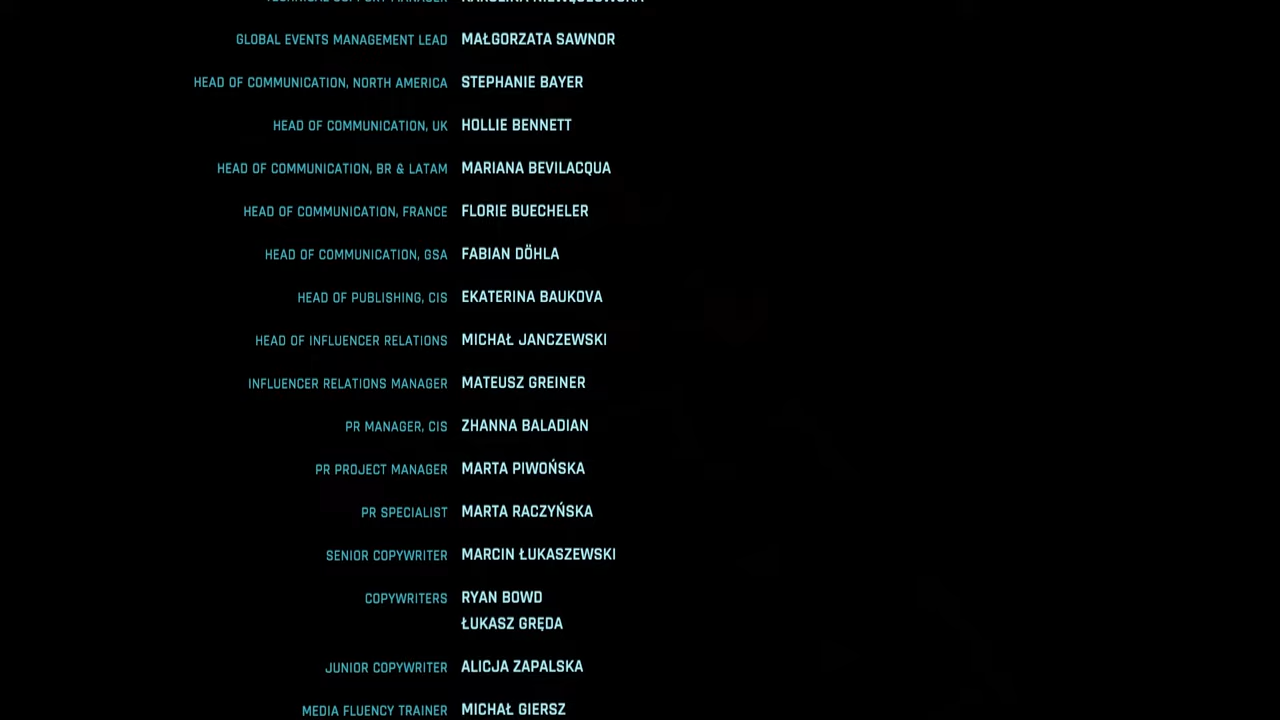 GLOBAL EVENTS MANAGEMENT LEAD MAŁGORZATA SAWNOR
HEAD OF COMMUNICATION, NORTH AMERICA STEPHANIE BAYER
HEAD OF COMMUNICATION, UK HOLLIE BENNETT
HEAD OF COMMUNICATION, BR & LATAM MARIANA BEVILACQUA
HEAD OF COMMUNICATION, FRANCE FLORIE BUECHELER
HEAD OF COMMUNICATION, GSA FABIAN DÖHLA
HEAD OF PUBLISHING, CIS EKATERINA BAUKOVA
HEAD OF INFLUENCER RELATIONS MICHAŁ JANCZEWSKI
INFLUENCER RELATIONS MANAGER MATEUSZ GREINER
PR MANAGER, CIS ZHANNA BALADIAN
PR PROJECT MANAGER MARTA PIWOŃSKA
PR SPECIALIST MARTA RACZYŃSKA
SENIOR COPYWRITER MARCIN ŁUKASZEWSKI
COPYWRITERS RYAN BOWD
ŁUKASZ GRĘDA
JUNIOR COPYWRITER ALICJA ZAPALSKA
MEDIA FLUENCY TRAINER MICHAŁ GIERSZ